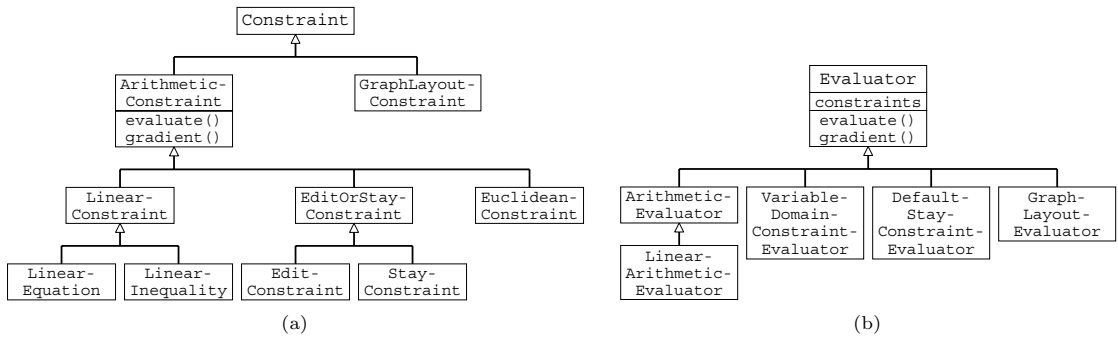 Constraint
Arithmetic-
Constraint
evaluate()
gradient()
GraphLayout-
Constraint
Linear-
Constraint
EditOrStay-
Constraint
Euclidean-
Constraint
Linear-
Equation
Linear-
Inequality
Edit-
Constraint
Stay-
Constraint
(a)
Evaluator
constraints
evaluate()
gradient()
Arithmetic-
Evaluator
Variable-
Domain-
Constraint-
Evaluator
Default-
Stay-
Constraint-
Evaluator
Graph-
Layout-
Evaluator
Linear-
Arithmetic-
Evaluator
(b)